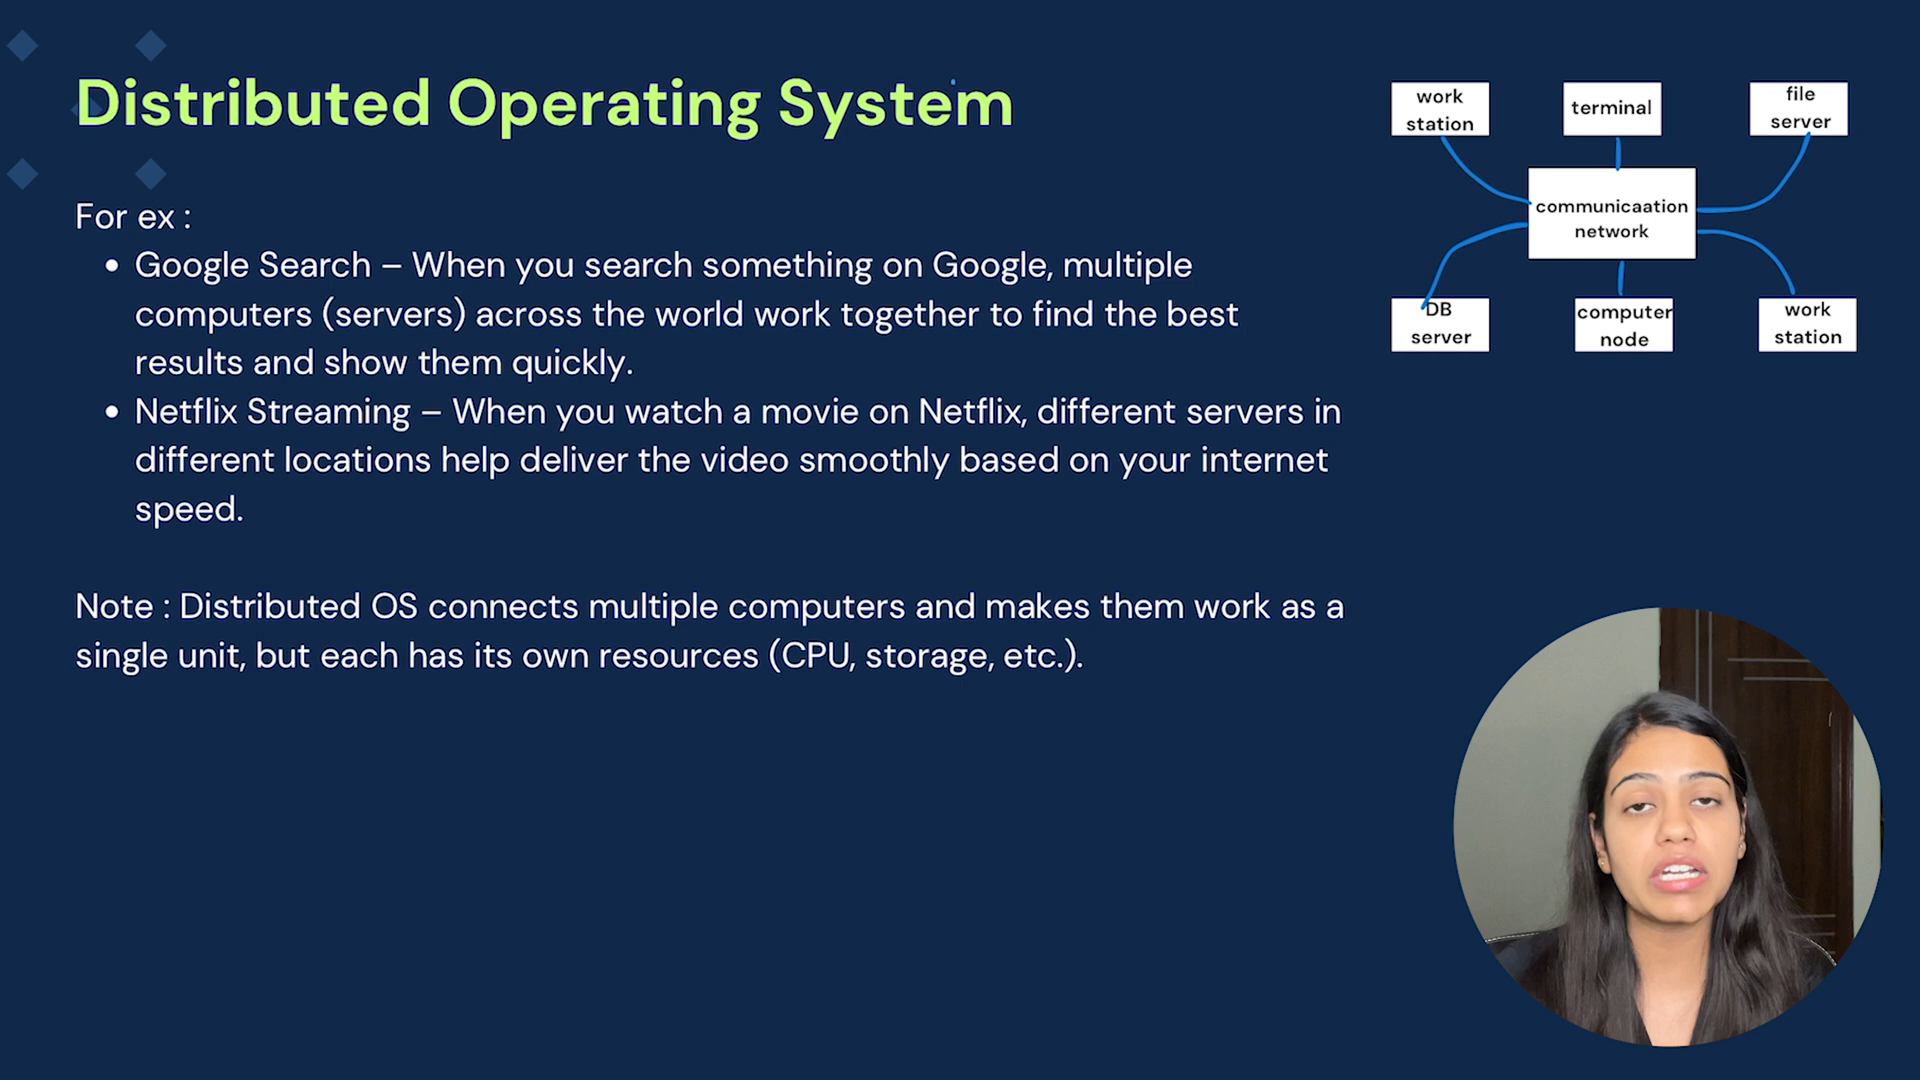 Distributed Operating System
For ex :
• Google Search – When you search something on Google, multiple
computers (servers) across the world work together to find the best
results and show them quickly.
• Netflix Streaming – When you watch a movie on Netflix, different servers in
different locations help deliver the video smoothly based on your internet
speed.
Note : Distributed OS connects multiple computers and makes them work as a
single unit, but each has its own resources (CPU, storage, etc.).
work
station
terminal
file
server
communicaation
network
DB
server
computer
node
work
station